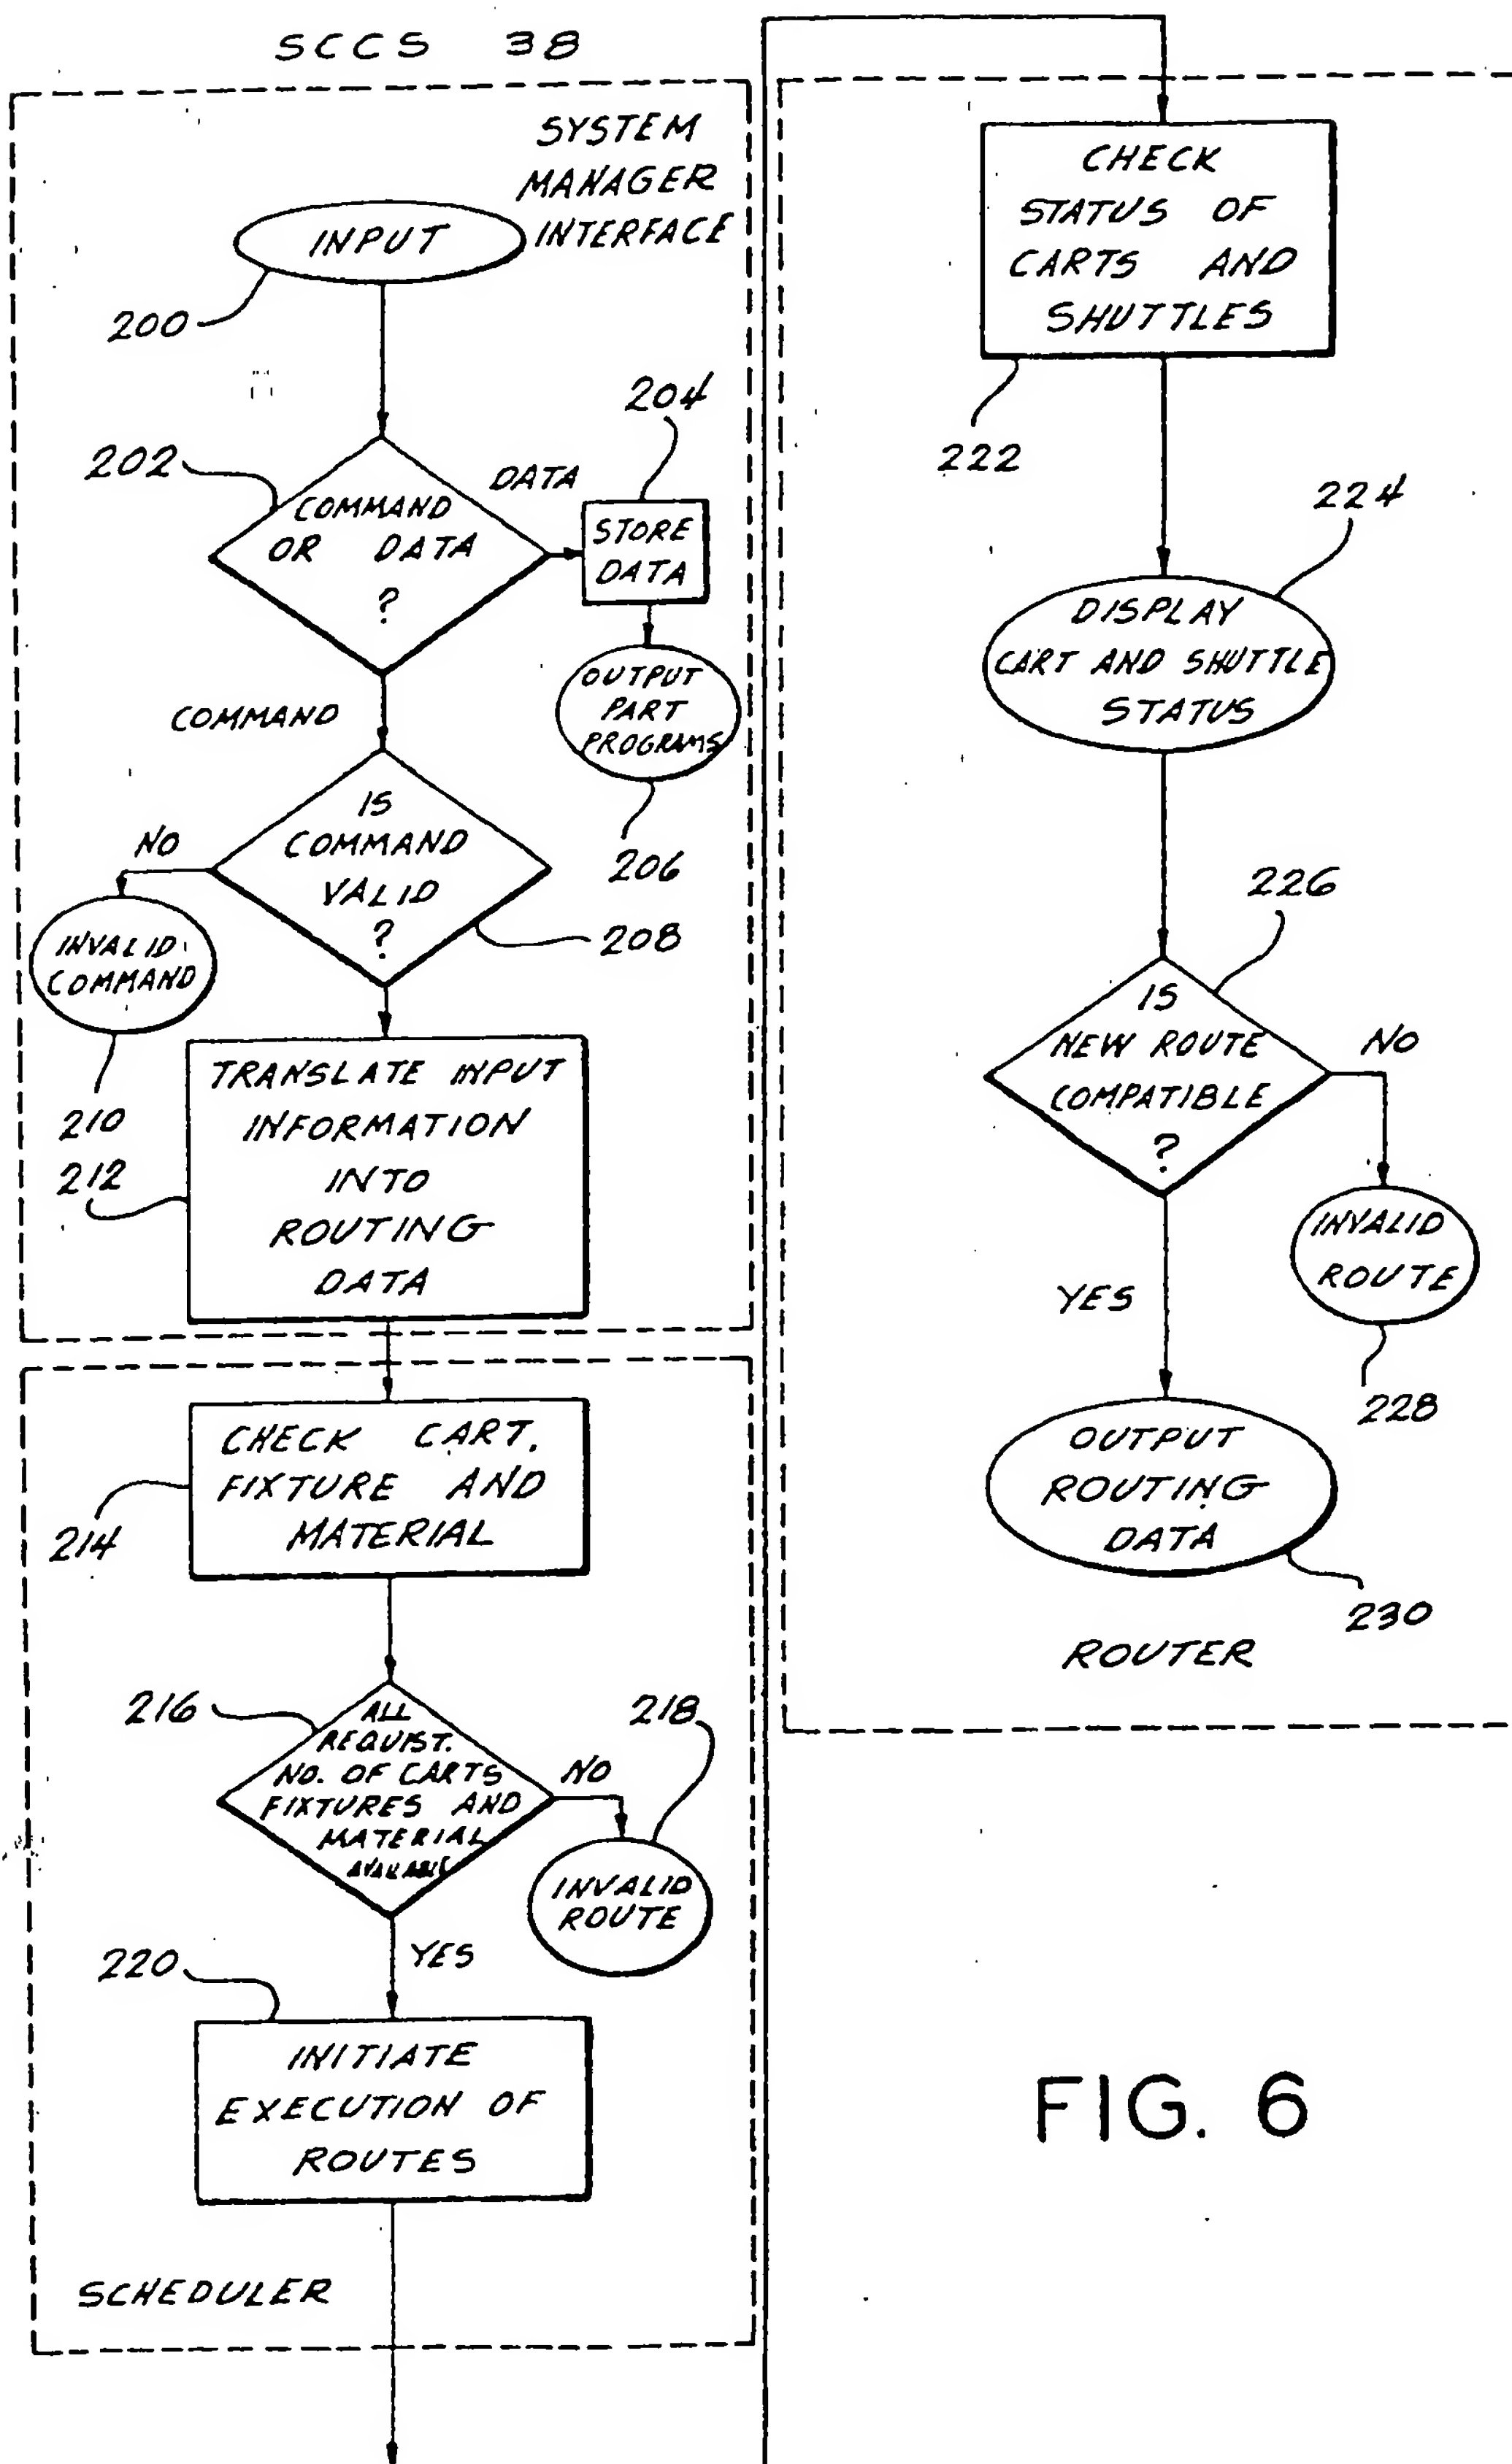 SCCS 38
SYSTEM
MANAGER
INTERFACE
INPUT
200
202
COMMAND
OR DATA
?
DATA
204
STORE
DATA
OUTPUT
PART
PROGRAMS
206
COMMAND
IS
COMMAND
VALID
?
208
NO
INVALID
COMMAND
210
212
TRANSLATE INPUT
INFORMATION
INTO
ROUTING
DATA
214
CHECK CART,
FIXTURE AND
MATERIAL
216
ALL
REQUIST.
NO. OF CARTS
FIXTURES AND
MATERIAL
AVAILABLE
NO
218
INVALID
ROUTE
YES
220
INITIATE
EXECUTION OF
ROUTES
SCHEDULER
CHECK
STATUS OF
CARTS AND
SHUTTLES
222
224
DISPLAY
CART AND SHUTTLE
STATUS
226
IS
NEW ROUTE
COMPATIBLE
?
NO
INVALID
ROUTE
228
YES
OUTPUT
ROUTING
DATA
230
ROUTER
FIG. 6